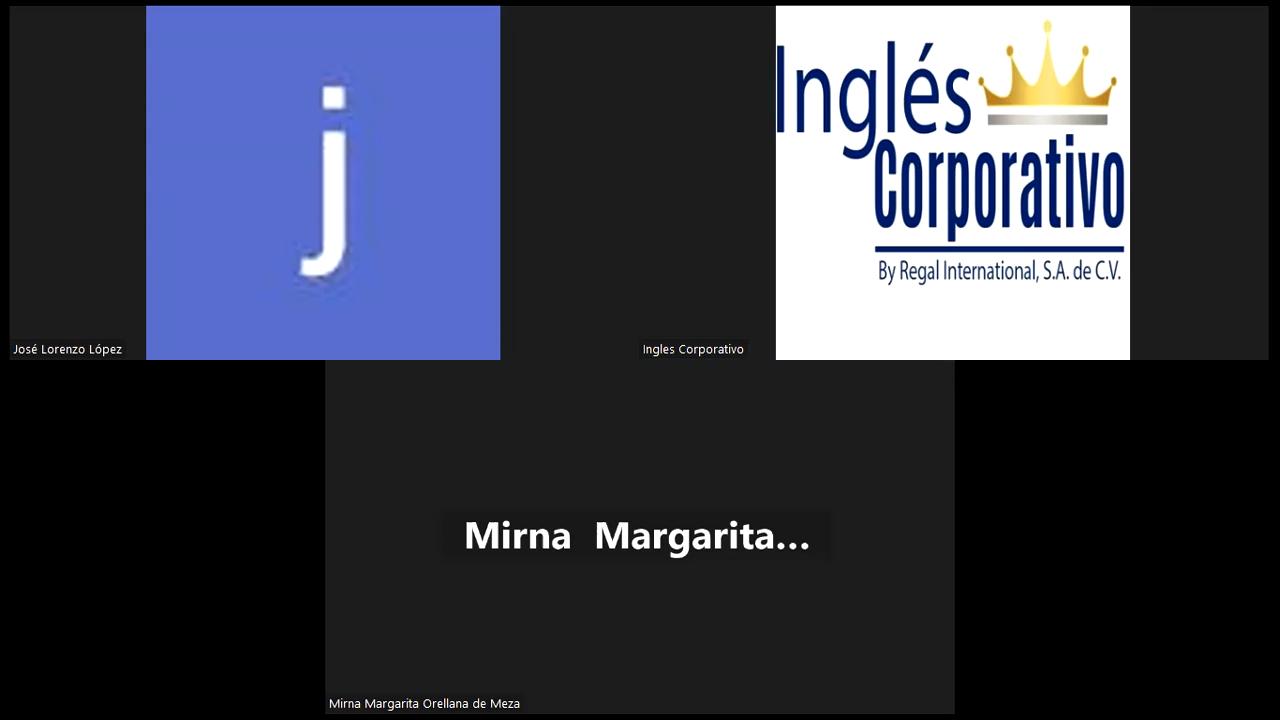 j
Inglés
Corporativo
By Regal International, S.A. de C.V.
José Lorenzo López
Ingles Corporativo
Mirna Margarita...
Mirna Margarita Orellana de Meza